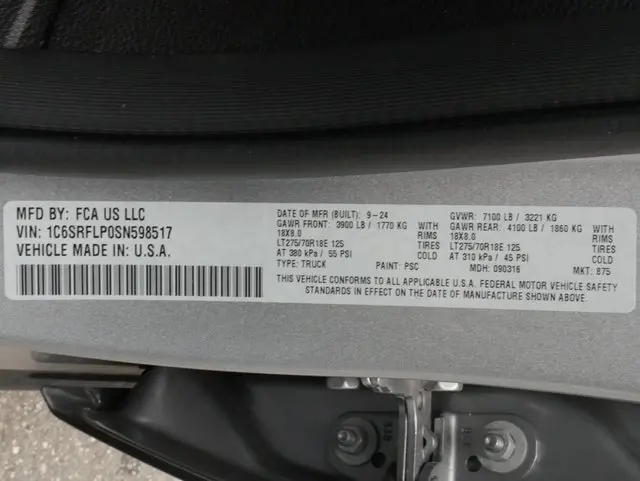 MFD BY: FCA US LLC
VIN: 1C6SRFLP0SN598517
VEHICLE MADE IN U.S.A.
DATE OF MFR (BUILT): 9-24
GAWR FRONT: 3900 LB / 1770 KG WITH
18X8.0 RIMS
LT275/70R18E 125 TIRES
AT 380 kPa / 55 PSI COLD
TYPE: TRUCK PAINT: PSC
GVWR: 7100 LB / 3221 KG
GAWR REAR: 4100 LB / 1860 KG WITH
18X8.0 RIMS
LT275/70R18E 125 TIRES
AT 310 kPa / 45 PSI COLD
MDH: 090316 MKT: 875
THIS VEHICLE CONFORMS TO ALL APPLICABLE U.S.A. FEDERAL MOTOR VEHICLE SAFETY
STANDARDS IN EFFECT ON THE DATE OF MANUFACTURE SHOWN ABOVE.